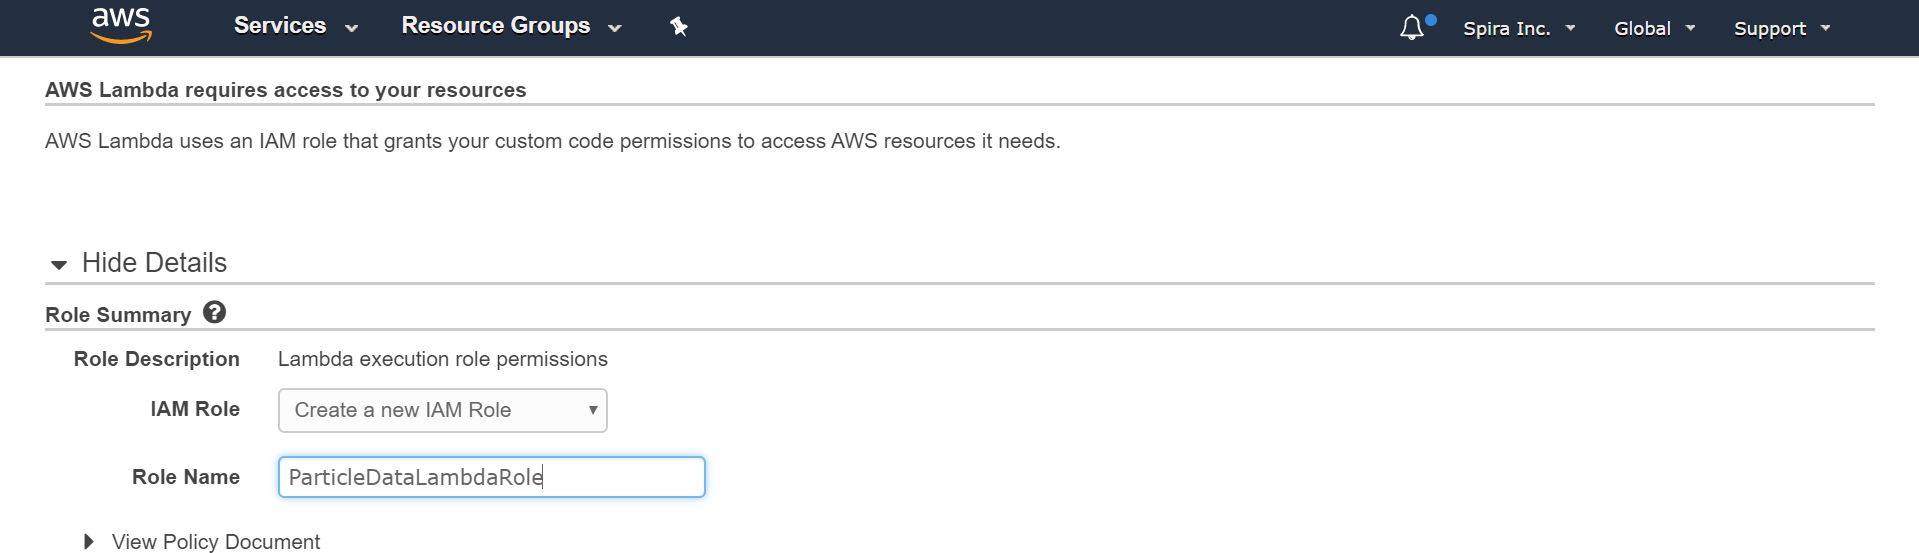 aws Services Resource Groups Spira Inc. Global Support
AWS Lambda requires access to your resources
AWS Lambda uses an IAM role that grants your custom code permissions to access AWS resources it needs.
Hide Details
Role Summary ?
Role Description Lambda execution role permissions
IAM Role Create a new IAM Role
Role Name ParticleDataLambdaRole
View Policy Document